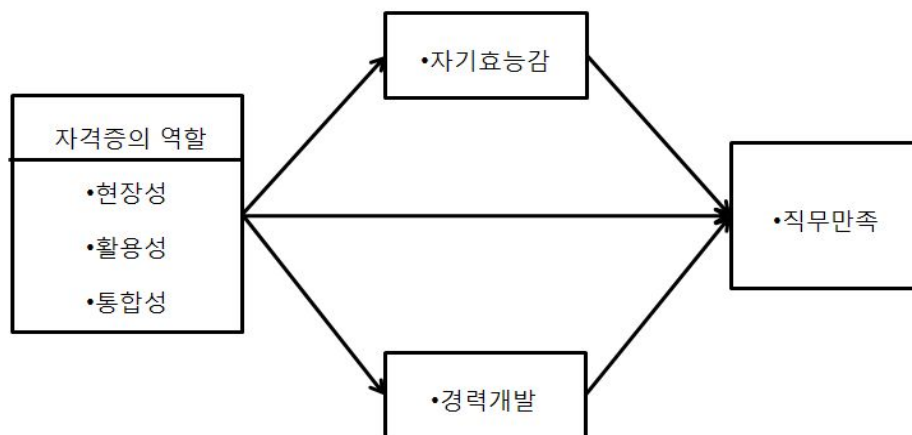 •자기효능감
자격증의 역할
•현장성
•활용성
•통합성
•직무만족
•경력개발